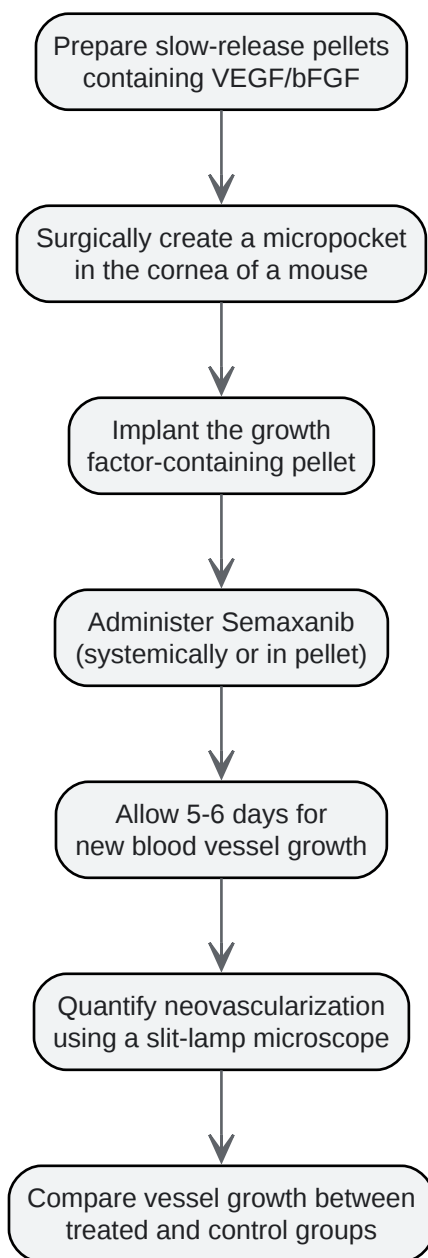 Prepare slow-release pellets
containing VEGF/bFGF
Surgically create a micropocket
in the cornea of a mouse
Implant the growth
factor-containing pellet
Administer Semaxanib
(systemically or in pellet)
Allow 5-6 days for
new blood vessel growth
Quantify neovascularization
using a slit-lamp microscope
Compare vessel growth between
treated and control groups